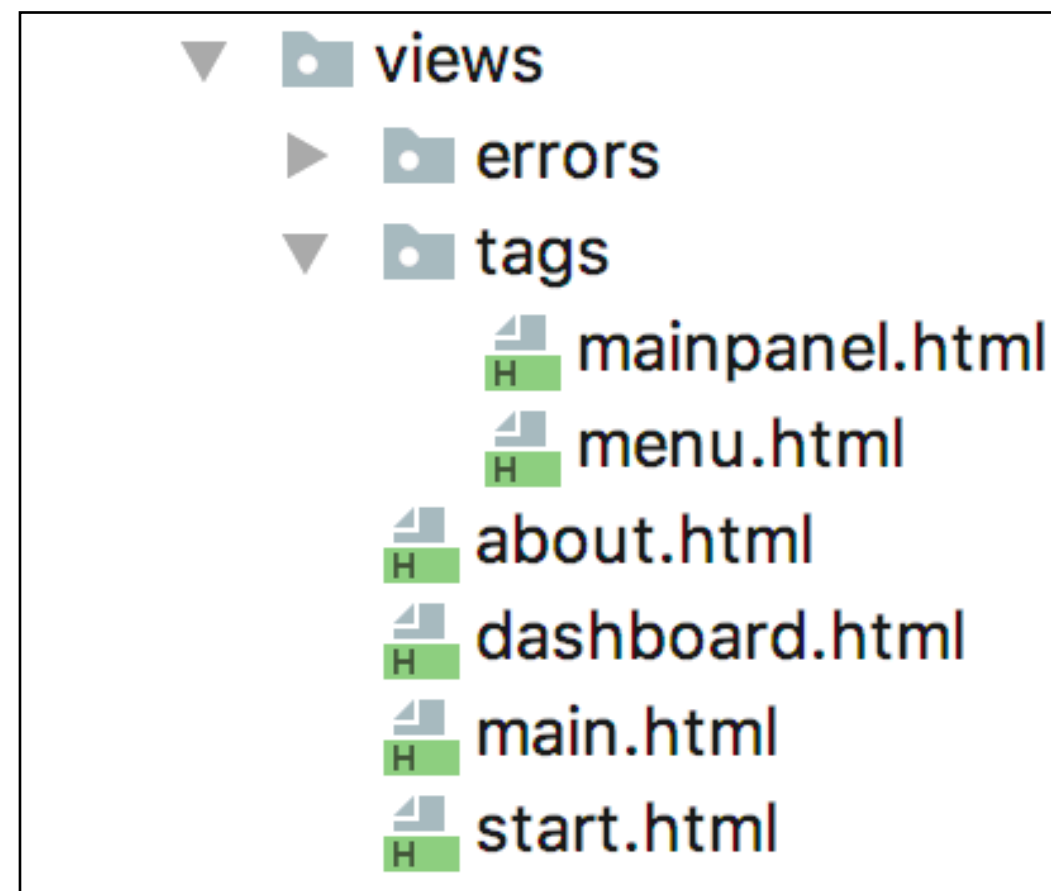 views
errors
tags
H mainpanel.html
H menu.html
H about.html
H dashboard.html
H main.html
H start.html